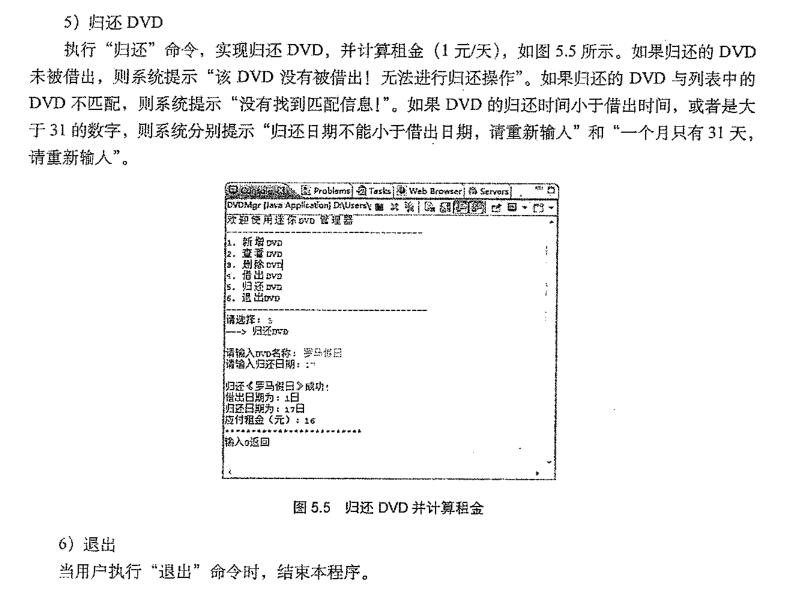 5）归还 DVD
执行“归还”命令，实现归还 DVD，并计算租金（1 元/天），如图 5.5 所示。如果归还的 DVD
未被借出，则系统提示“该 DVD 没有被借出！无法进行归还操作”。如果归还的 DVD 与列表中的
DVD 不匹配，则系统提示“没有找到匹配信息！”。如果 DVD 的归还时间小于借出时间，或者是大
于 31 的数字，则系统分别提示“归还日期不能小于借出日期，请重新输人”和“一个月只有 31 天，
请重新输人”。
Problems Tasks Web Browser Servers
DVDMgr [Java Application] D:\Users\
欢迎使用迷你DVD 管理器
--------------------------------------------
1. 新增DVD
2. 查看DVD
3. 删除DVD
4. 借出DVD
5. 归还DVD
6. 退出DVD
--------------------------------------------
请选择：5
---> 归还DVD
请输入DVD名称：罗马假日
请输入归还日期：17
归还《罗马假日》成功!
借出日期为：1日
归还日期为：17日
应付租金（元）：16
**************************
输入0返回
图 5.5 归还 DVD 并计算租金
6）退出
当用户执行“退出”命令时，结束本程序。